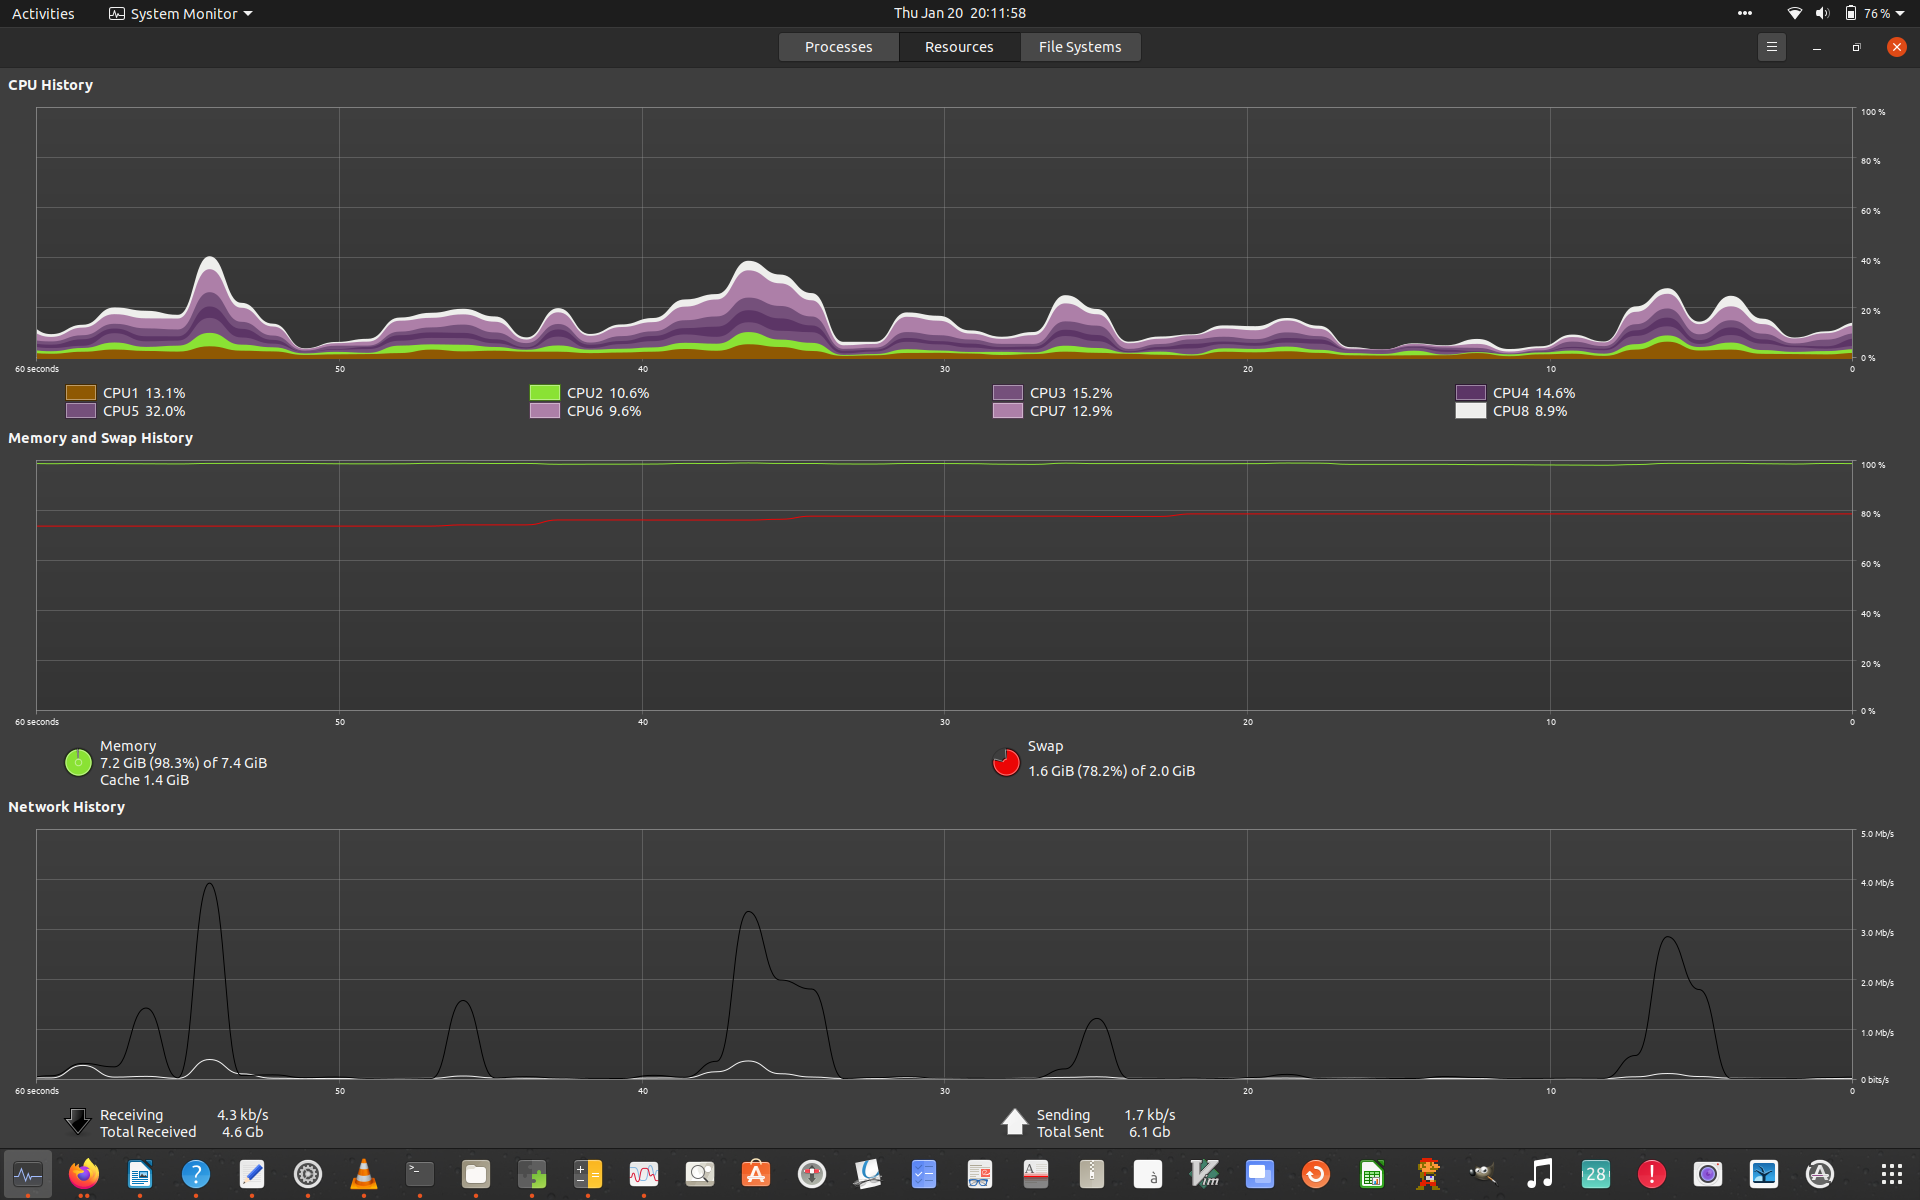 Activities System Monitor Thu Jan 20 20:11:58 76 %
Processes Resources File Systems
CPU History
100 %
80 %
60 %
40 %
20 %
0 %
60 seconds 50 40 30 20 10 0
CPU1 13.1% CPU2 10.6% CPU3 15.2% CPU4 14.6%
CPU5 32.0% CPU6 9.6% CPU7 12.9% CPU8 8.9%
Memory and Swap History
100 %
80 %
60 %
40 %
20 %
0 %
60 seconds 50 40 30 20 10 0
Memory Swap
7.2 GiB (98.3%) of 7.4 GiB 1.6 GiB (78.2%) of 2.0 GiB
Cache 1.4 GiB
Network History
5.0 Mb/s
4.0 Mb/s
3.0 Mb/s
2.0 Mb/s
1.0 Mb/s
0 bits/s
60 seconds 50 40 30 20 10 0
Receiving 4.3 kb/s Sending 1.7 kb/s
Total Received 4.6 Gb Total Sent 6.1 Gb
? >_ A A à Vim 28 !